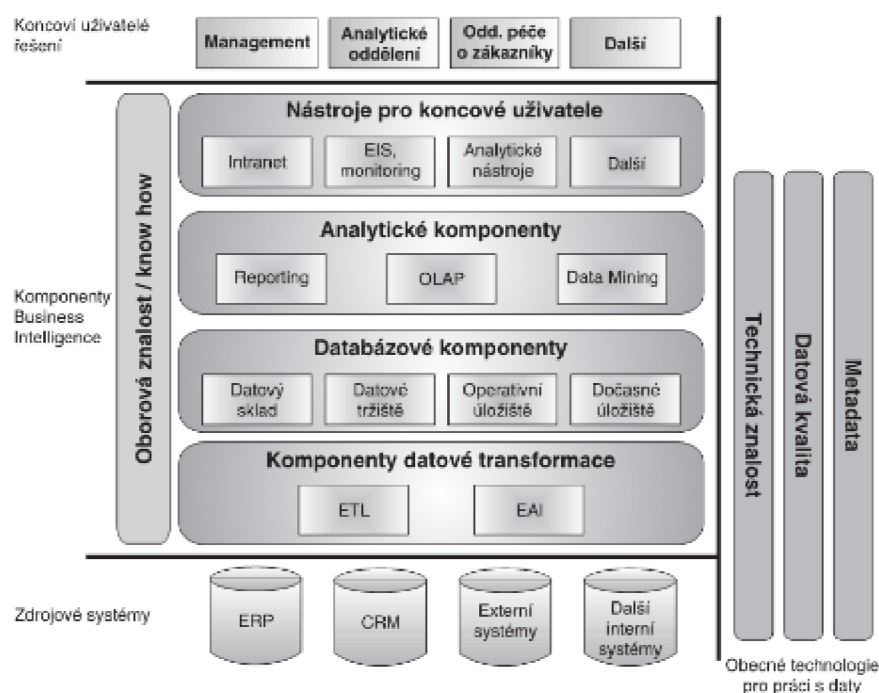 Koncoví uživatelé
řešení
Management
Analytické
oddělení
Odd. péče
o zákazníky
Další
Nástroje pro koncové uživatele
Intranet
EIS,
monitoring
Analytické
nástroje
Další
Analytické komponenty
Reporting
OLAP
Data Mining
Komponenty
Business
Intelligence
Oborová znalost / know how
Databázové komponenty
Datový
sklad
Datové
tržiště
Operativní
úložiště
Dočasné
úložiště
Komponenty datové transformace
ETL
EAI
Zdrojové systémy
ERP
CRM
Externí
systémy
Další
interní
systémy
Technická znalost
Datová kvalita
Metadata
Obecné technologie
pro práci s daty